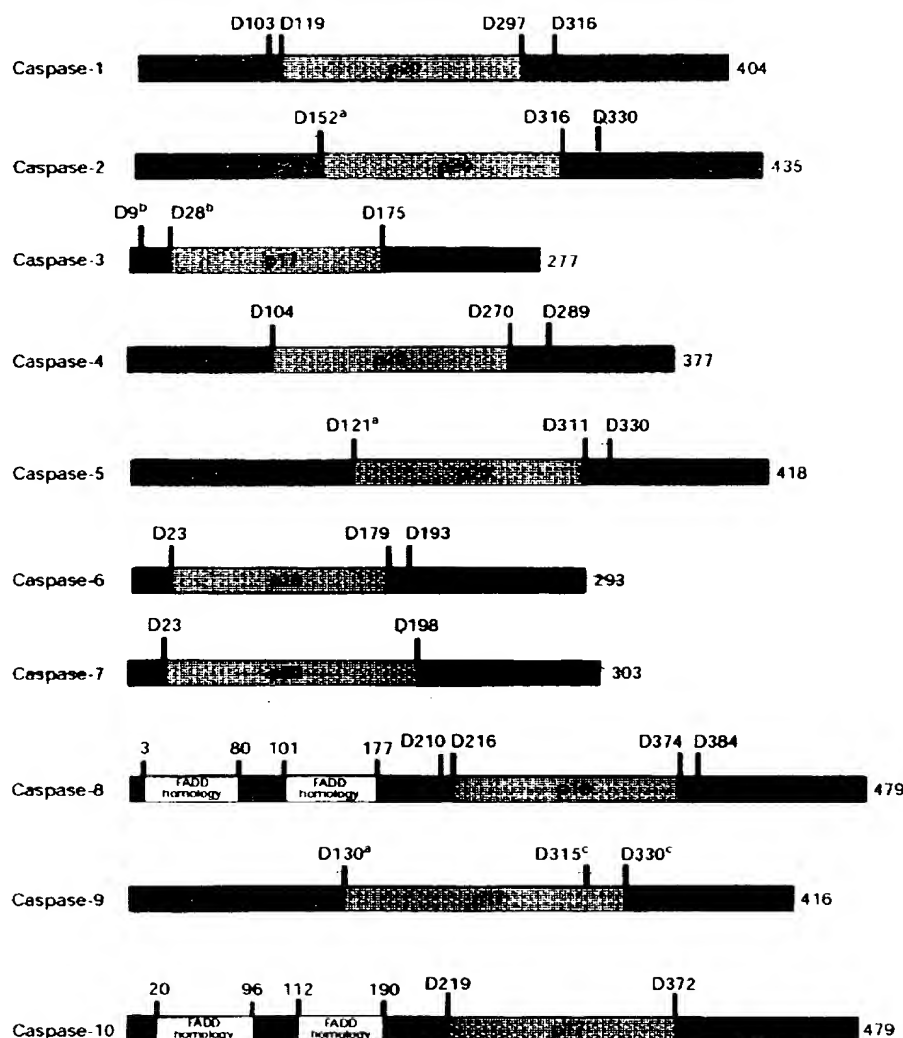 D103 D119 D297 D316
Caspase-1 404
D152ᵃ D316 D330
Caspase-2 435
D9ᵇ D28ᵇ D175
Caspase-3 277
D104 D270 D289
Caspase-4 377
D121ᵃ D311 D330
Caspase-5 418
D23 D179 D193
Caspase-6 293
D23 D198
Caspase-7 303
3 80 101 177 D210 D216 D374 D384
FADD FADD
Caspase-8 homology homology 479
D130ᵃ D315ᶜ D330ᶜ
Caspase-9 416
20 96 112 190 D219 D372
FADD FADD
Caspase-10 homology homology 479